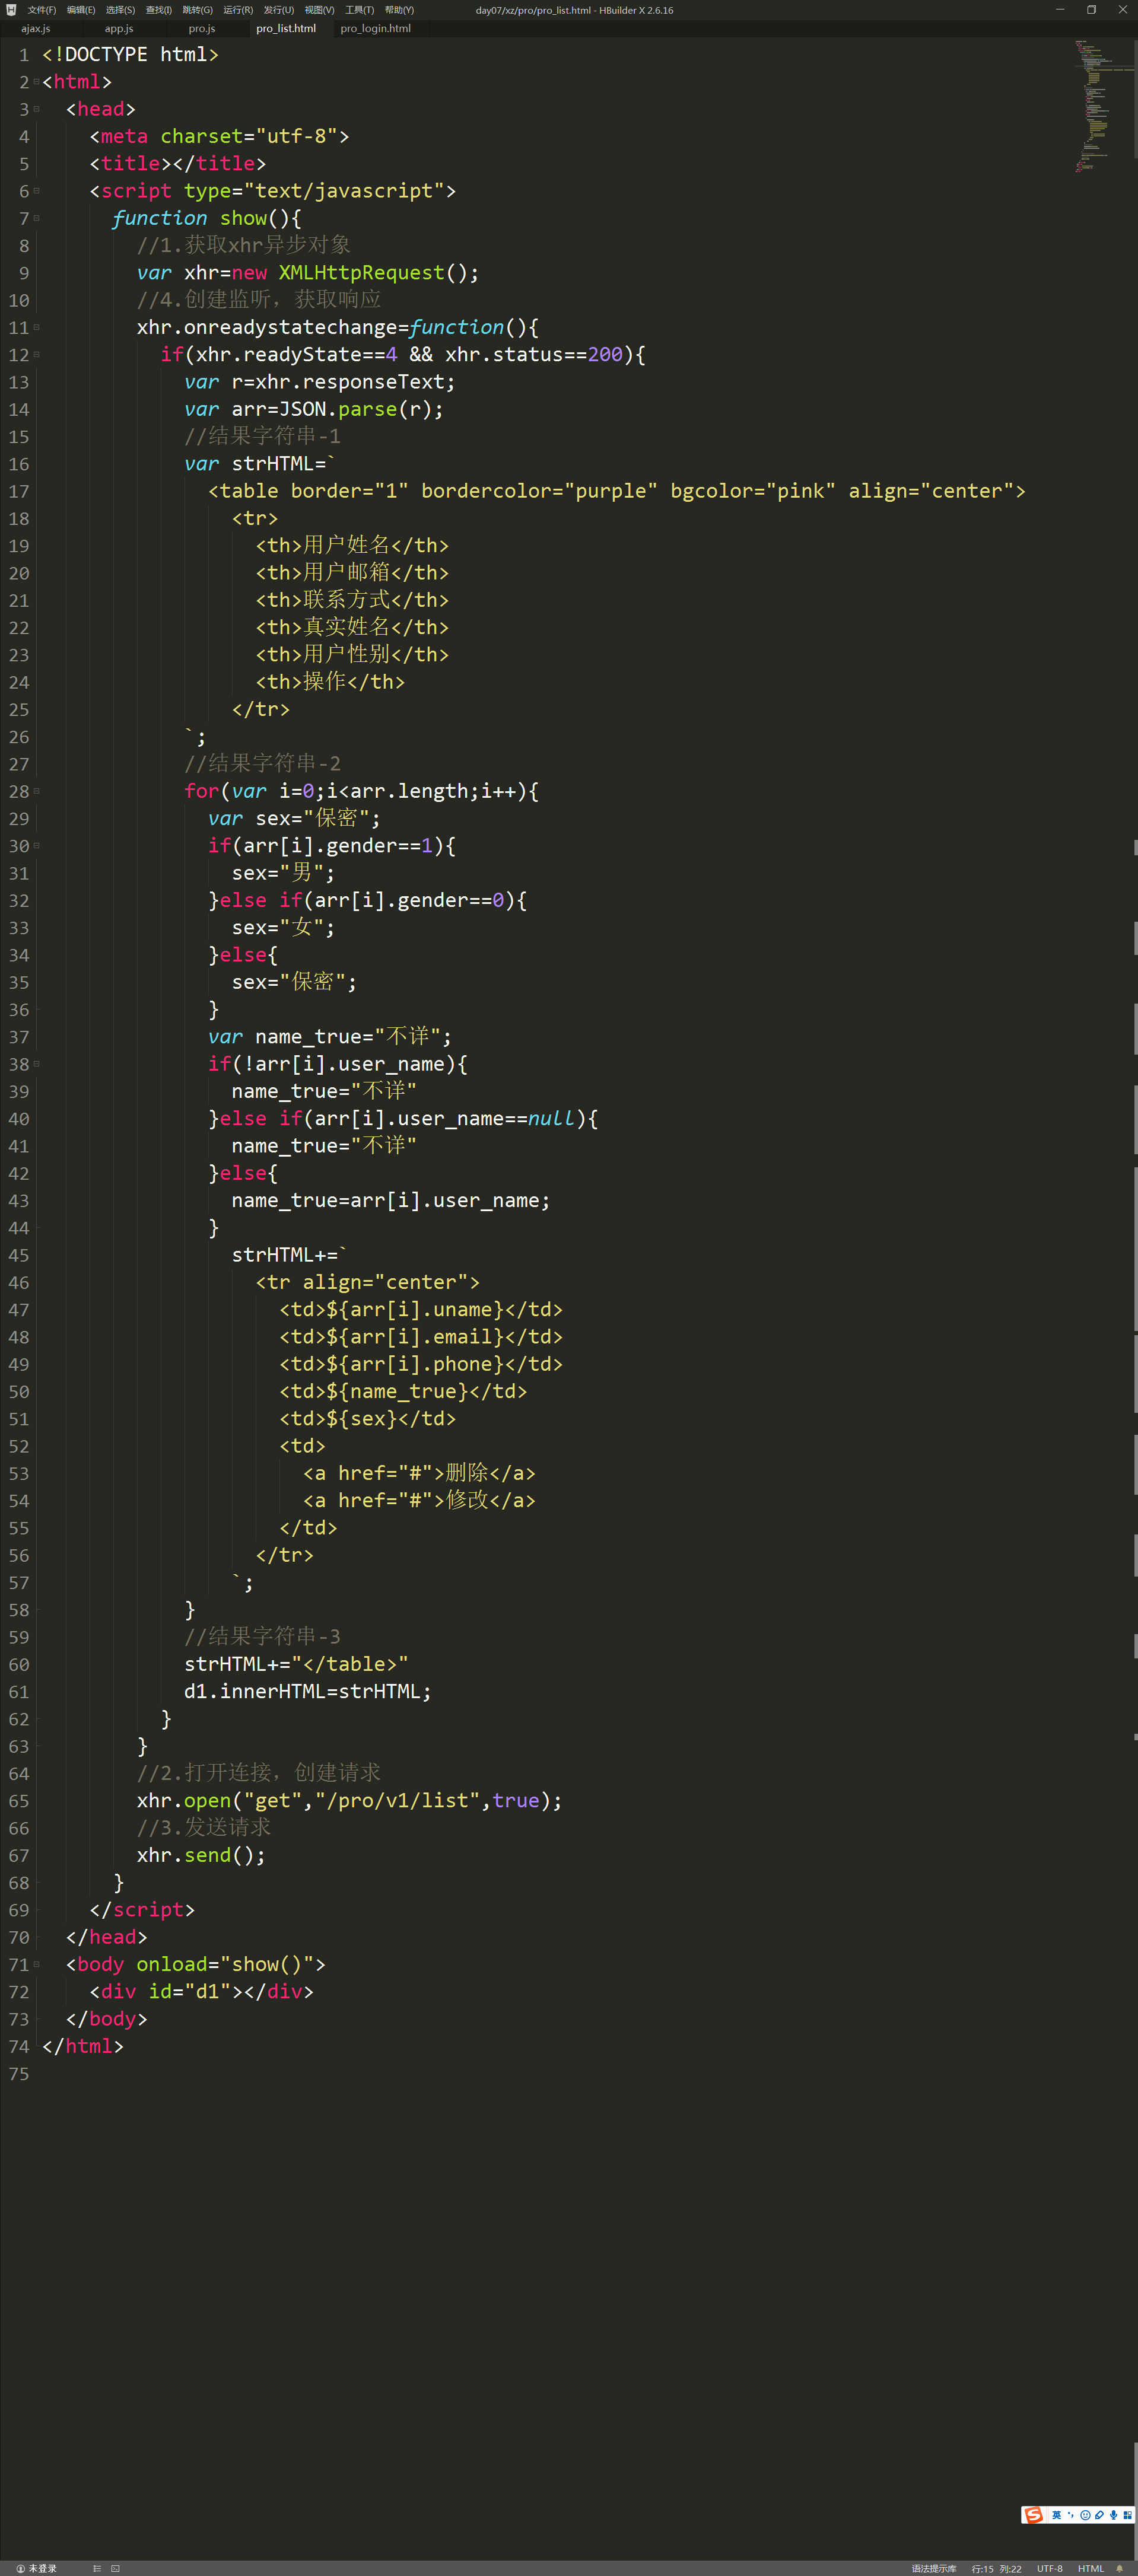 文件(F) 编辑(E) 选择(S) 查找(I) 跳转(G) 运行(R) 发行(U) 视图(V) 工具(T) 帮助(Y) day07/xz/pro/pro_list.html - HBuilder X 2.6.16
ajax.js app.js pro.js pro_list.html pro_login.html
1 <!DOCTYPE html>
2 <html>
3 <head>
4 <meta charset="utf-8">
5 <title></title>
6 <script type="text/javascript">
7 function show(){
8 //1.获取xhr异步对象
9 var xhr=new XMLHttpRequest();
10 //4.创建监听，获取响应
11 xhr.onreadystatechange=function(){
12 if(xhr.readyState==4 && xhr.status==200){
13 var r=xhr.responseText;
14 var arr=JSON.parse(r);
15 //结果字符串-1
16 var strHTML=`
17 <table border="1" bordercolor="purple" bgcolor="pink" align="center">
18 <tr>
19 <th>用户姓名</th>
20 <th>用户邮箱</th>
21 <th>联系方式</th>
22 <th>真实姓名</th>
23 <th>用户性别</th>
24 <th>操作</th>
25 </tr>
26 `;
27 //结果字符串-2
28 for(var i=0;i<arr.length;i++){
29 var sex="保密";
30 if(arr[i].gender==1){
31 sex="男";
32 }else if(arr[i].gender==0){
33 sex="女";
34 }else{
35 sex="保密";
36 }
37 var name_true="不详";
38 if(!arr[i].user_name){
39 name_true="不详"
40 }else if(arr[i].user_name==null){
41 name_true="不详"
42 }else{
43 name_true=arr[i].user_name;
44 }
45 strHTML+=`
46 <tr align="center">
47 <td>${arr[i].uname}</td>
48 <td>${arr[i].email}</td>
49 <td>${arr[i].phone}</td>
50 <td>${name_true}</td>
51 <td>${sex}</td>
52 <td>
53 <a href="#">删除</a>
54 <a href="#">修改</a>
55 </td>
56 </tr>
57 `;
58 }
59 //结果字符串-3
60 strHTML+="</table>"
61 d1.innerHTML=strHTML;
62 }
63 }
64 //2.打开连接，创建请求
65 xhr.open("get","/pro/v1/list",true);
66 //3.发送请求
67 xhr.send();
68 }
69 </script>
70 </head>
71 <body onload="show()">
72 <div id="d1"></div>
73 </body>
74 </html>
75
S 英
未登录 语法提示库 行:15 列:22 UTF-8 HTML